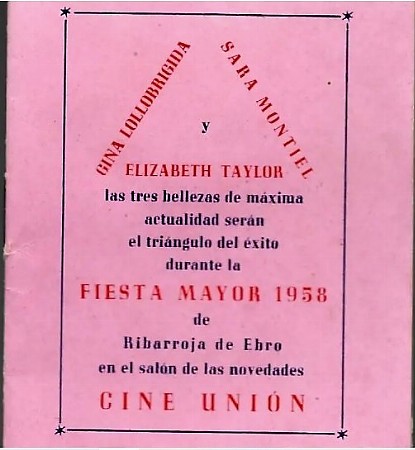 GINA LOLLOBRIGIDA
SARA MONTIEL
y
ELIZABETH TAYLOR
las tres bellezas de máxima
actualidad serán
el triángulo del éxito
durante la
FIESTA MAYOR 1958
de
Ribarroja de Ebro
en el salón de las novedades
CINE UNIÓN